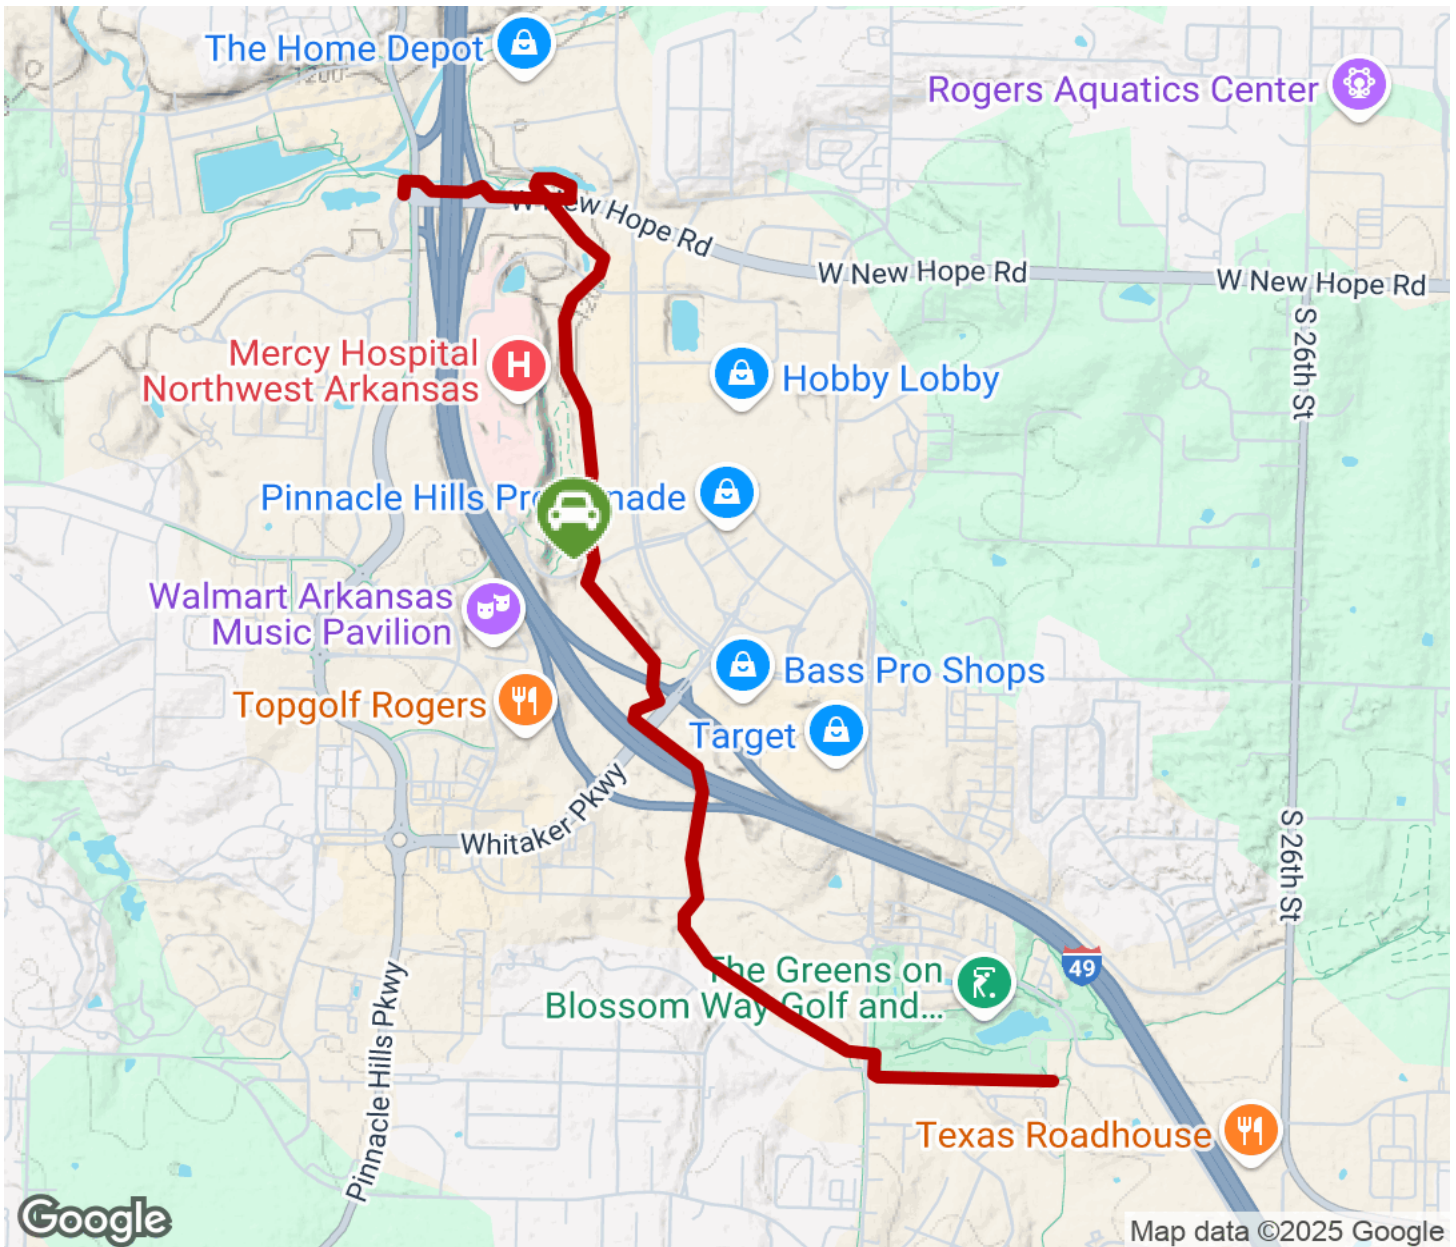 The Home Depot
1200
Rogers Aquatics Center
W New Hope Rd
W New Hope Rd
W New Hope Rd
S 26th St
Mercy Hospital
Northwest Arkansas
H
Hobby Lobby
Pinnacle Hills Pro nade
Walmart Arkansas
Music Pavilion
Bass Pro Shops
Topgolf Rogers
Target
Whitaker Pkwy
S 26th St
49
The Greens on
Blossom Way Golf and...
Pinnacle Hills Pkwy
Texas Roadhouse
Google
Map data ©2025 Google